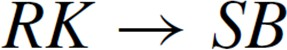 RK → SB